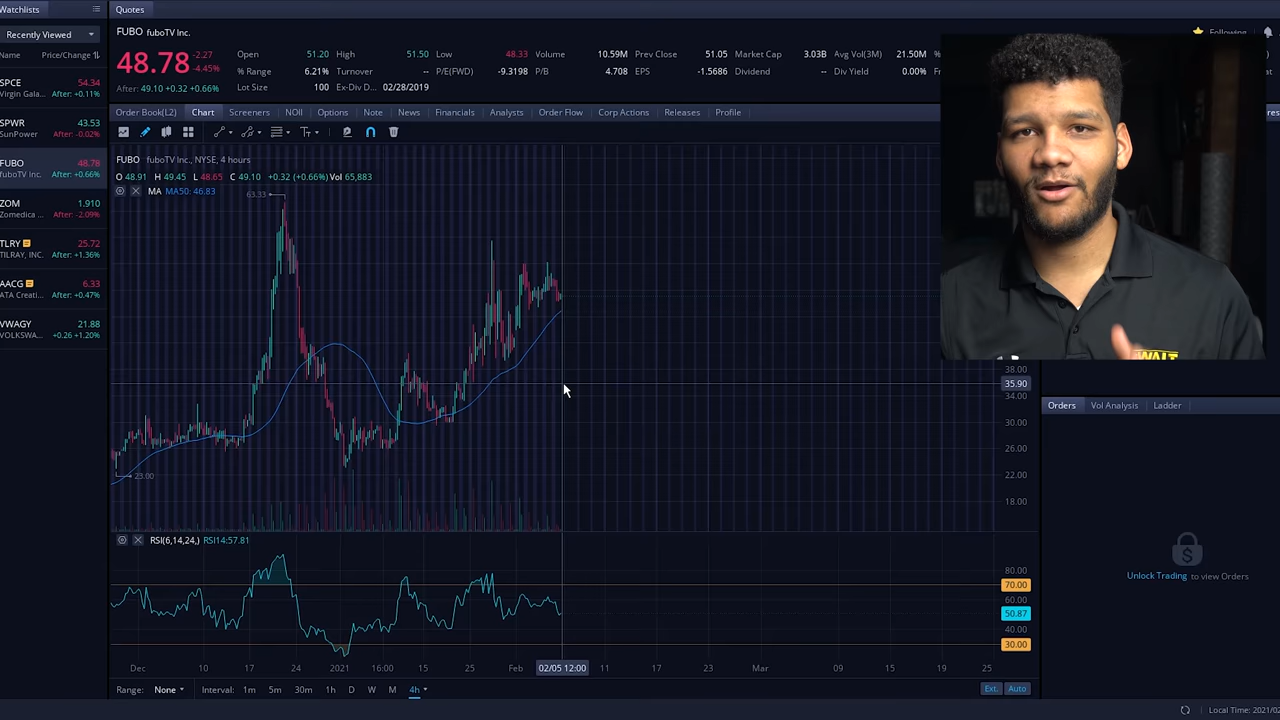 Watchlists
Quotes
Recently Viewed
Name Price/Change
SPCE 54.34
Virgin Gala... After: +0.11%
SPWR 43.53
SunPower After: -0.02%
FUBO 48.78
fuboTV Inc. After: +0.66%
ZOM 1.910
Zomedica ... After: -2.09%
TLRY 25.72
TILRAY, INC. After: +1.36%
AACG 6.33
ATA Creati... After: +0.47%
VWAGY 21.88
VOLKSWA... +0.26 +1.20%
FUBO fuboTV Inc.
Following
48.78 -2.27 -4.45%
After: 49.10 +0.32 +0.66%
Open 51.20 High 51.50 Low 48.33 Volume 10.59M Prev Close 51.05 Market Cap 3.03B Avg Vol(3M) 21.50M %
% Range 6.21% Turnover -- P/E(FWD) -9.3198 P/B 4.708 EPS -1.5686 Dividend -- Div Yield 0.00%
Lot Size 100 Ex-Div D... 02/28/2019
Order Book(L2) Chart Screeners NOII Options Note News Financials Analysts Order Flow Corp Actions Releases Profile
FUBO fuboTV Inc., NYSE, 4 hours
O 48.91 H 49.45 L 48.65 C 49.10 +0.32 (+0.66%) Vol 65,883
MA MA50: 46.83
63.33
23.00
38.00
35.90
34.00
30.00
26.00
22.00
18.00
RSI(6,14,24,) RSI14:57.81
80.00
70.00
60.00
50.87
40.00
30.00
Dec 10 17 24 2021 16:00 15 25 Feb 02/05 12:00 11 17 23 Mar 09 15 19 25
Range: None Interval: 1m 5m 30m 1h D W M 4h
Ext. Auto
Orders Vol Analysis Ladder
Unlock Trading to view Orders
WALT